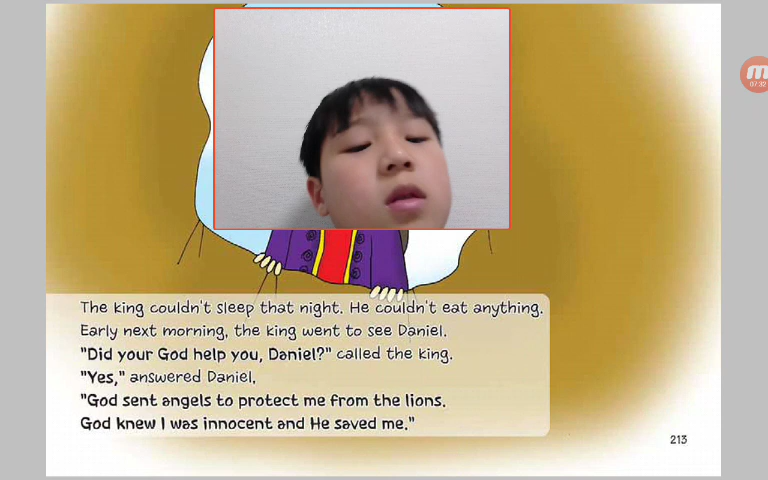 The king couldn't sleep that night. He couldn't eat anything.
Early next morning, the king went to see Daniel.
"Did your God help you, Daniel?" called the king.
"Yes," answered Daniel,
"God sent angels to protect me from the lions.
God knew I was innocent and He saved me."
213
07:32